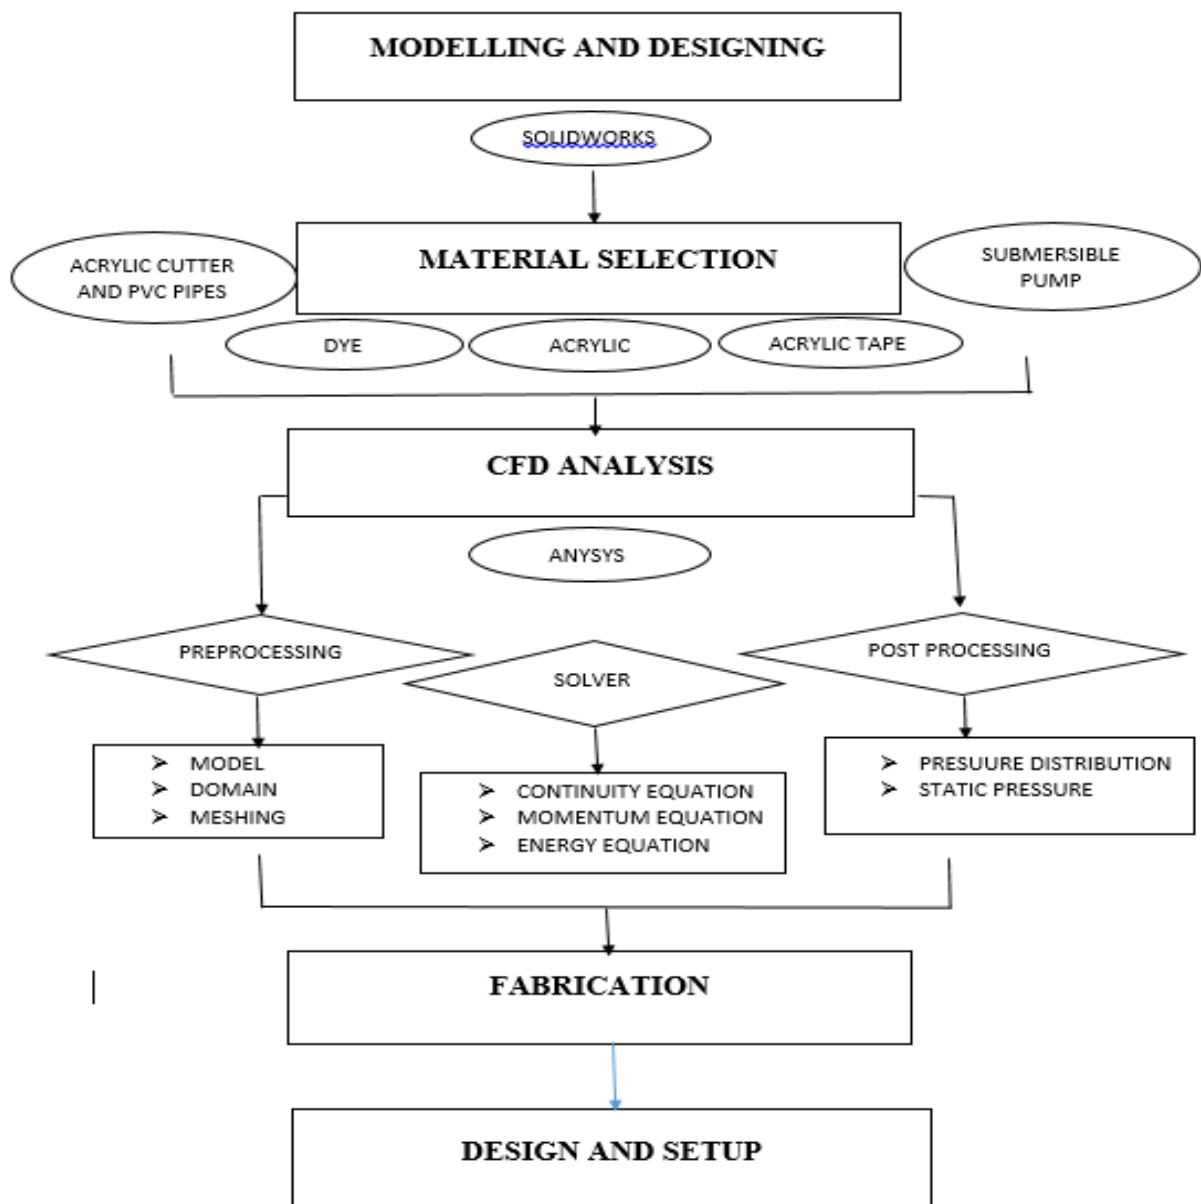 MODELLING AND DESIGNING
SOLIDWORKS
MATERIAL SELECTION
ACRYLIC CUTTER
AND PVC PIPES
SUBMERSIBLE
PUMP
DYE
ACRYLIC
ACRYLIC TAPE
CFD ANALYSIS
ANYSYS
PREPROCESSING
SOLVER
POST PROCESSING
➢ MODEL
➢ DOMAIN
➢ MESHING
➢ CONTINUITY EQUATION
➢ MOMENTUM EQUATION
➢ ENERGY EQUATION
➢ PRESUURE DISTRIBUTION
➢ STATIC PRESSURE
FABRICATION
DESIGN AND SETUP